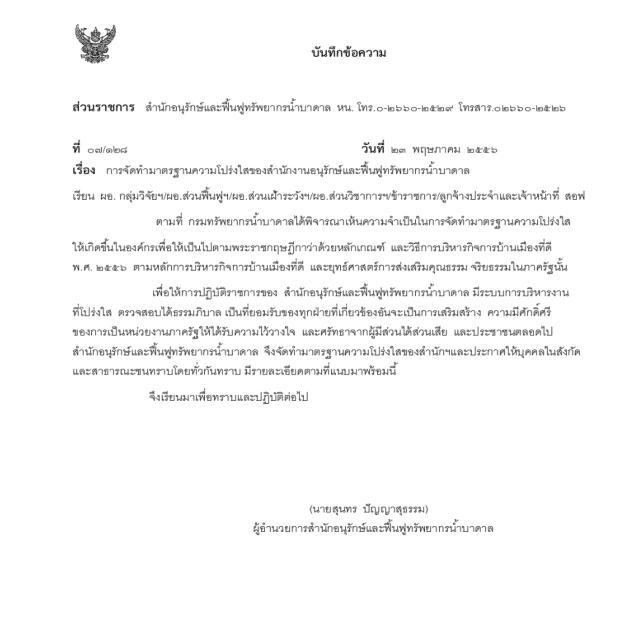 บันทึกข้อความ
ส่วนราชการ สำนักอนุรักษ์และฟื้นฟูทรัพยากรน้ำบาดาล หน. โทร.๐-๒๖๖๐-๒๕๒๙ โทรสาร.๐๒๖๖๐-๒๕๒๖
ที่ ๐๗/๑๒๘ วันที่ ๒๓ พฤษภาคม ๒๕๕๖
เรื่อง การจัดทำมาตรฐานความโปร่งใสของสำนักงานอนุรักษ์และฟื้นฟูทรัพยากรน้ำบาดาล
เรียน ผอ. กลุ่มวิจัยฯ/ผอ.ส่วนฟื้นฟูฯ/ผอ.ส่วนเฝ้าระวังฯ/ผอ.ส่วนวิชาการฯ/ข้าราชการ/ลูกจ้างประจำและเจ้าหน้าที่ สอฟ
ตามที่ กรมทรัพยากรน้ำบาดาลได้พิจารณาเห็นความจำเป็นในการจัดทำมาตรฐานความโปร่งใส
ให้เกิดขึ้นในองค์กรเพื่อให้เป็นไปตามพระราชกฤษฎีกาว่าด้วยหลักเกณฑ์ และวิธีการบริหารกิจการบ้านเมืองที่ดี
พ.ศ. ๒๕๕๖ ตามหลักการบริหารกิจการบ้านเมืองที่ดี และยุทธ์ศาสตร์การส่งเสริมคุณธรรม จริยธรรมในภาครัฐนั้น
เพื่อให้การปฏิบัติราชการของ สำนักอนุรักษ์และฟื้นฟูทรัพยากรน้ำบาดาล มีระบบการบริหารงาน
ที่โปร่งใส ตรวจสอบได้ธรรมภิบาล เป็นที่ยอมรับของทุกฝ่ายที่เกี่ยวข้องอันจะเป็นการเสริมสร้าง ความมีศักดิ์ศรี
ของการเป็นหน่วยงานภาครัฐให้ได้รับความไว้วางใจ และศรัทธาจากผู้มีส่วนได้ส่วนเสีย และประชาชนตลอดไป
สำนักอนุรักษ์และฟื้นฟูทรัพยากรน้ำบาดาล จึงจัดทำมาตรฐานความโปร่งใสของสำนักฯและประกาศให้บุคคลในสังกัด
และสาธารณะชนทราบโดยทั่วกันทราบ มีรายละเอียดตามที่แนบมาพร้อมนี้
จึงเรียนมาเพื่อทราบและปฏิบัติต่อไป
(นายสุนทร ปัญญาสุธรรม)
ผู้อำนวยการสำนักอนุรักษ์และฟื้นฟูทรัพยากรน้ำบาดาล